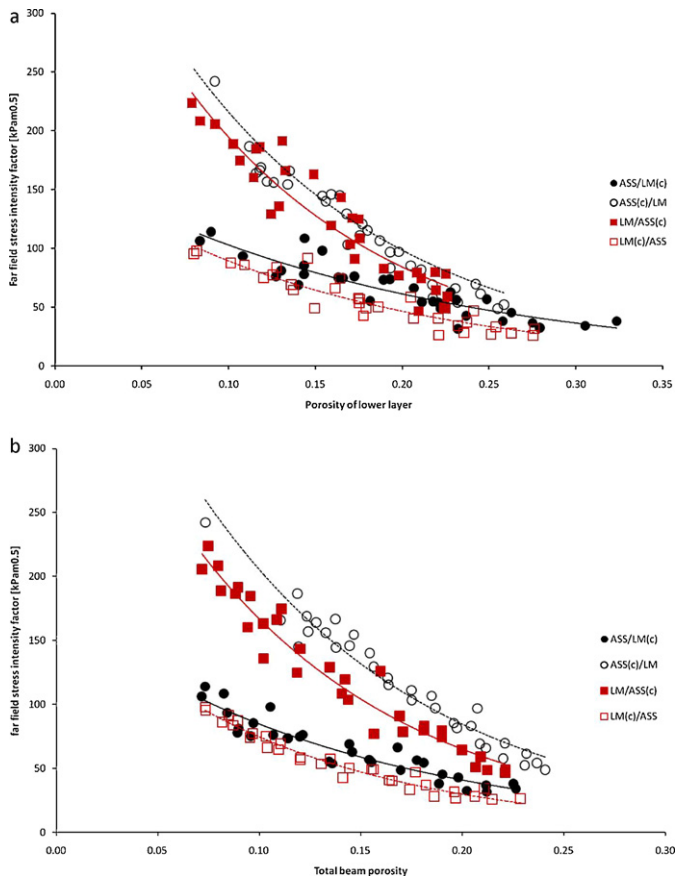 a
Far field stress intensity factor [kPam0.5]
300
250
200
150
100
50
0
0.00 0.05 0.10 0.15 0.20 0.25 0.30 0.35
Porosity of lower layer
ASS/LM(c)
ASS(c)/LM
LM/ASS(c)
LM(c)/ASS
b
far field stress intensity factor [kPam0.5]
300
250
200
150
100
50
0
0.00 0.05 0.10 0.15 0.20 0.25 0.30
Total beam porosity
ASS/LM(c)
ASS(c)/LM
LM/ASS(c)
LM(c)/ASS